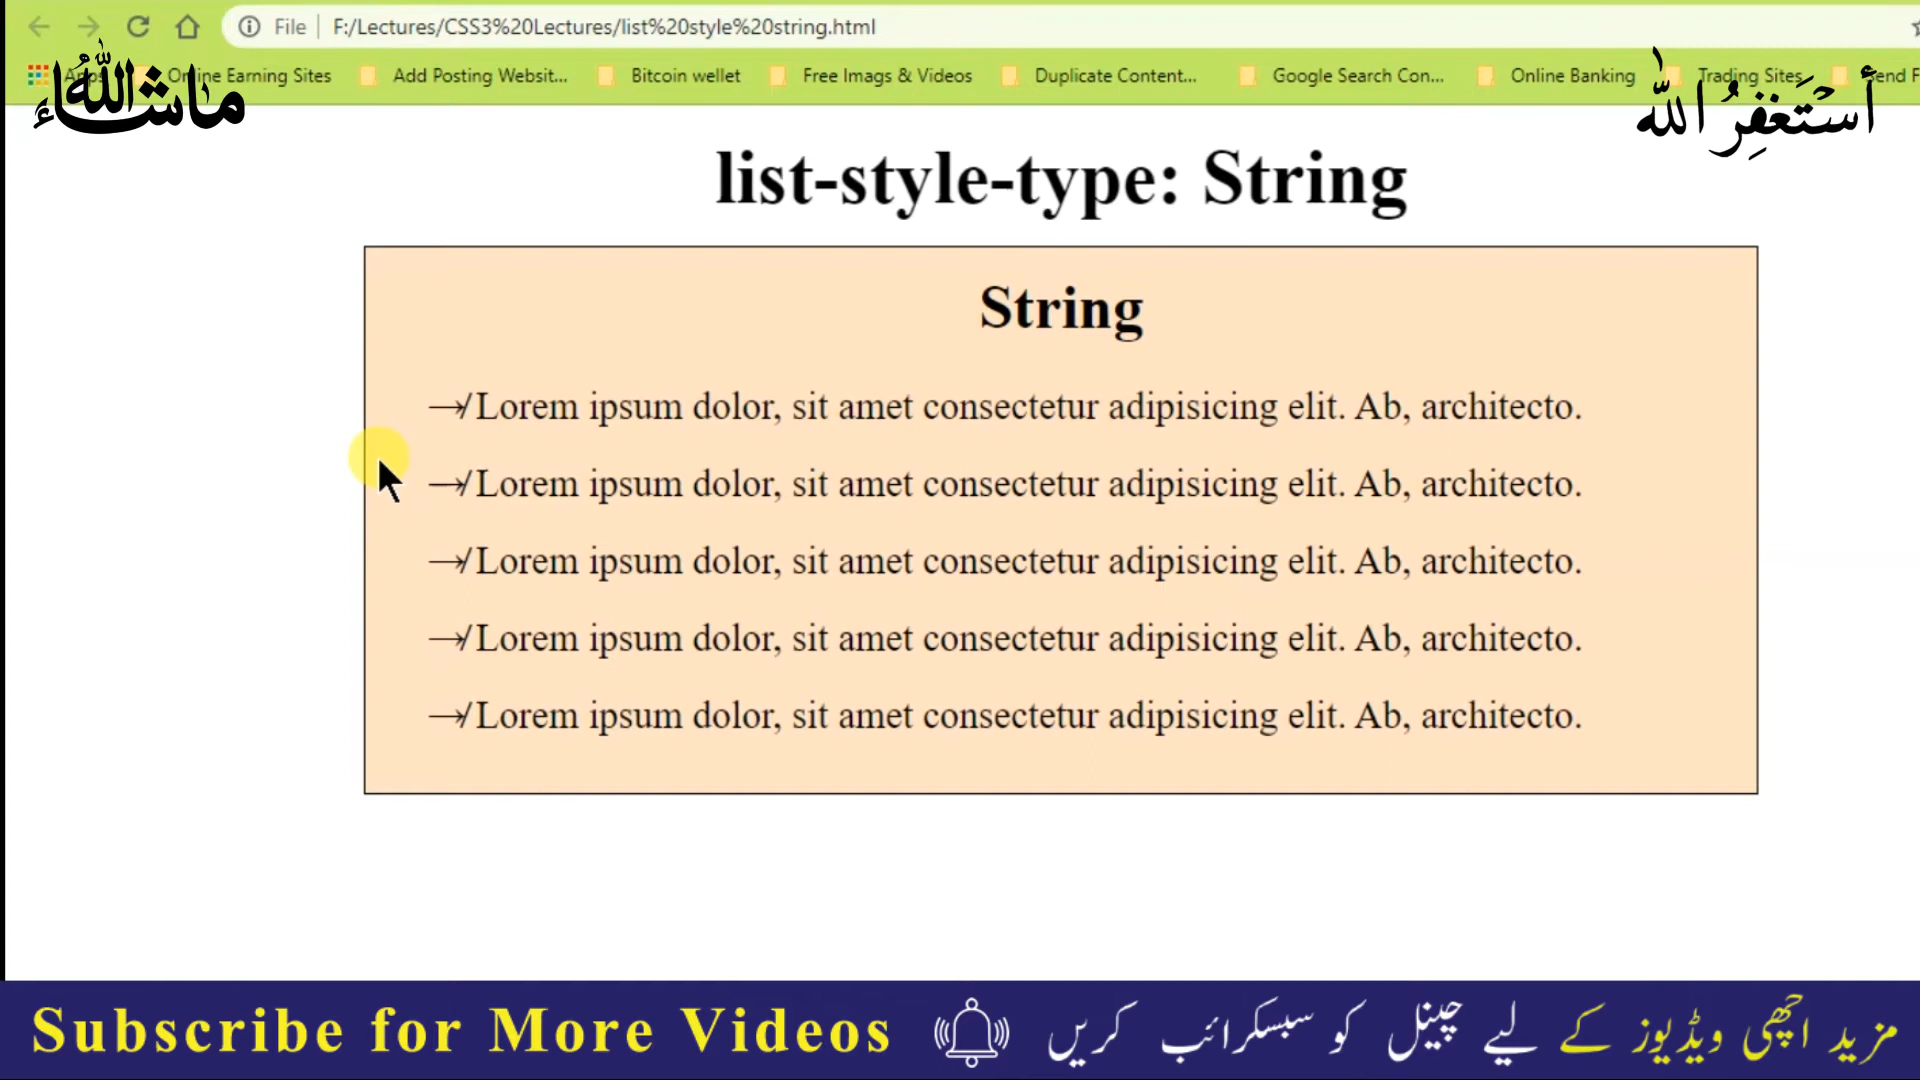 File F:/Lectures/CSS3%20Lectures/list%20style%20string.html
Online Earning Sites Add Posting Websit... Bitcoin wellet Free Imags & Videos Duplicate Content... Google Search Con... Online Banking Trading Sites
ماشاءالله
أَسْتَغْفِرُ الله
list-style-type: String
String
→/ Lorem ipsum dolor, sit amet consectetur adipisicing elit. Ab, architecto.
→/ Lorem ipsum dolor, sit amet consectetur adipisicing elit. Ab, architecto.
→/ Lorem ipsum dolor, sit amet consectetur adipisicing elit. Ab, architecto.
→/ Lorem ipsum dolor, sit amet consectetur adipisicing elit. Ab, architecto.
→/ Lorem ipsum dolor, sit amet consectetur adipisicing elit. Ab, architecto.
Subscribe for More Videos مزید اچھی ویڈیوز کے لیے چینل کو سبسکرائب کریں